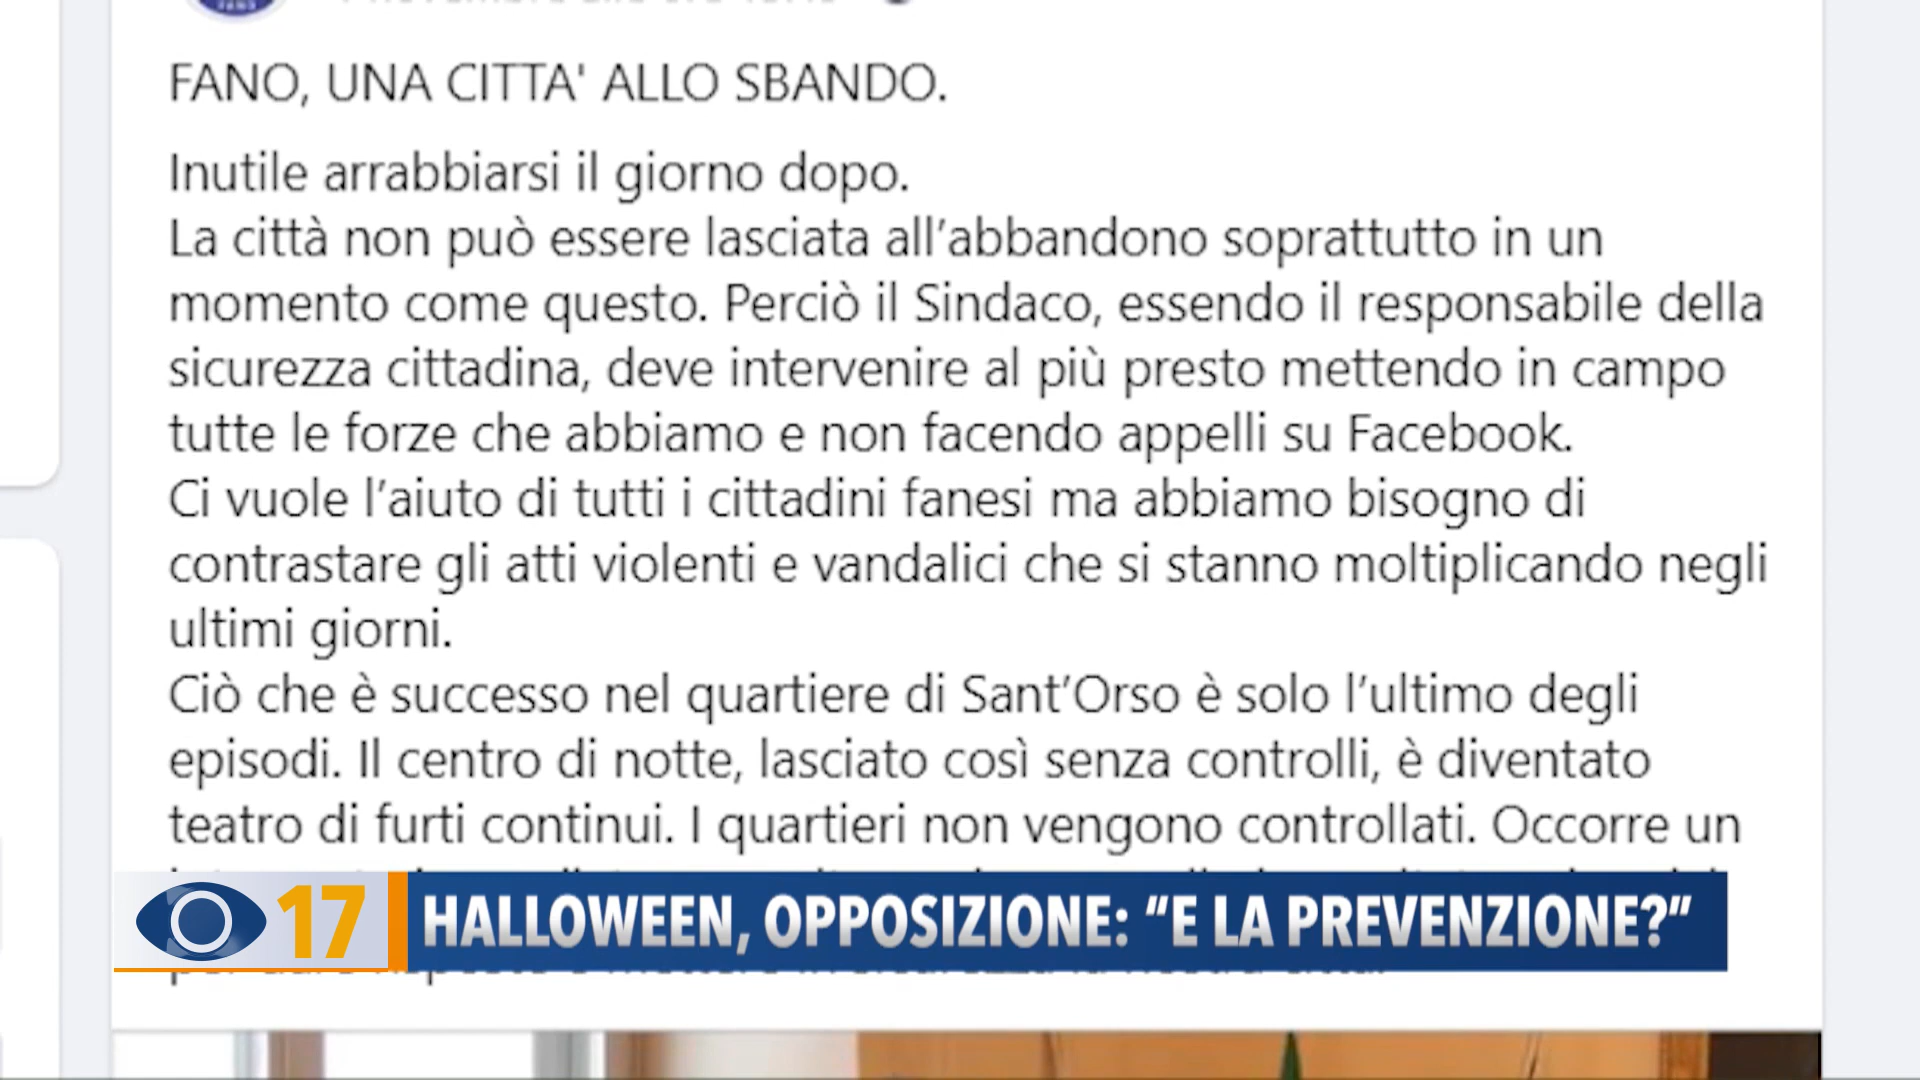 FANO
FANO, UNA CITTA' ALLO SBANDO.
Inutile arrabbiarsi il giorno dopo.
La città non può essere lasciata all’abbandono soprattutto in un
momento come questo. Perciò il Sindaco, essendo il responsabile della
sicurezza cittadina, deve intervenire al più presto mettendo in campo
tutte le forze che abbiamo e non facendo appelli su Facebook.
Ci vuole l’aiuto di tutti i cittadini fanesi ma abbiamo bisogno di
contrastare gli atti violenti e vandalici che si stanno moltiplicando negli
ultimi giorni.
Ciò che è successo nel quartiere di Sant’Orso è solo l’ultimo degli
episodi. Il centro di notte, lasciato così senza controlli, è diventato
teatro di furti continui. I quartieri non vengono controllati. Occorre un
17 HALLOWEEN, OPPOSIZIONE: “E LA PREVENZIONE?”